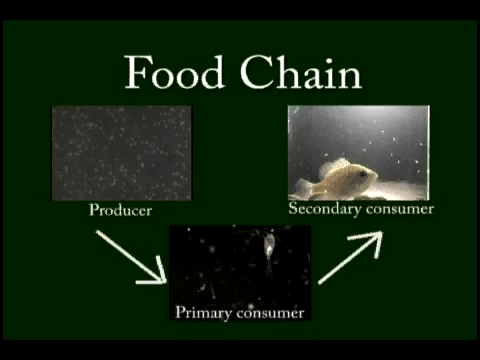 Food Chain
Producer
Secondary consumer
Primary consumer